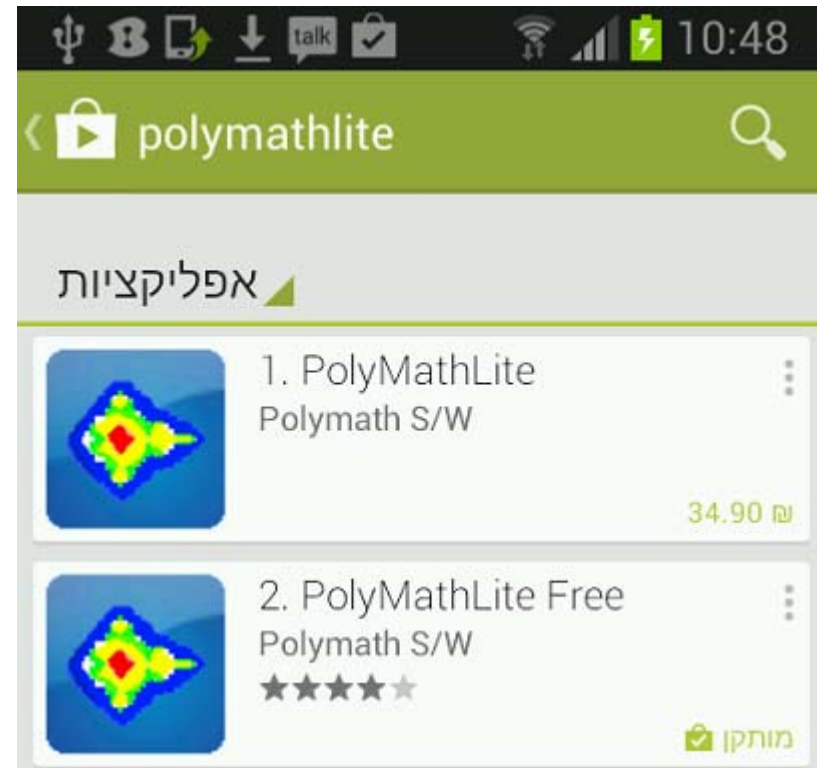 talk 10:48
polymathlite
אפליקציות
1. PolyMathLite
Polymath S/W
34.90 ₪
2. PolyMathLite Free
Polymath S/W
מותקן